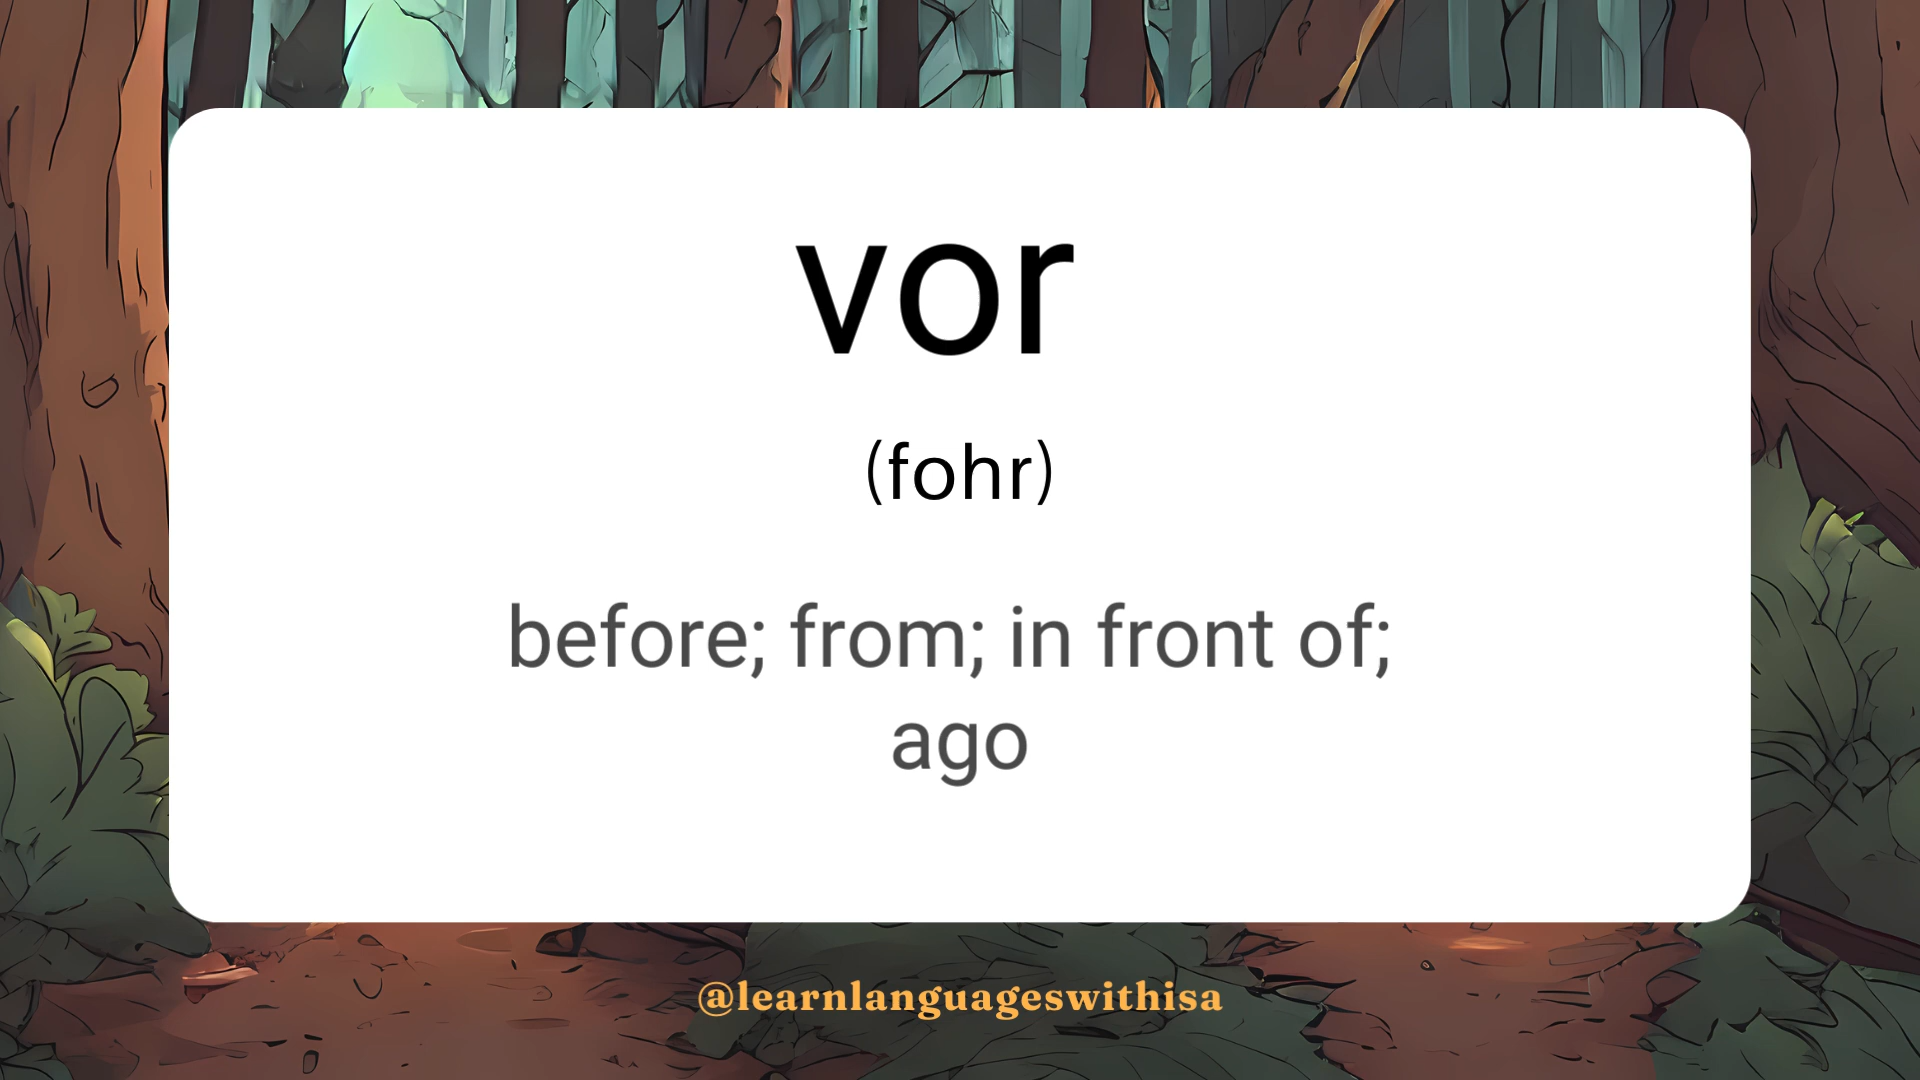 vor
(fohr)
before; from; in front of;
ago
@learnlanguageswithisa